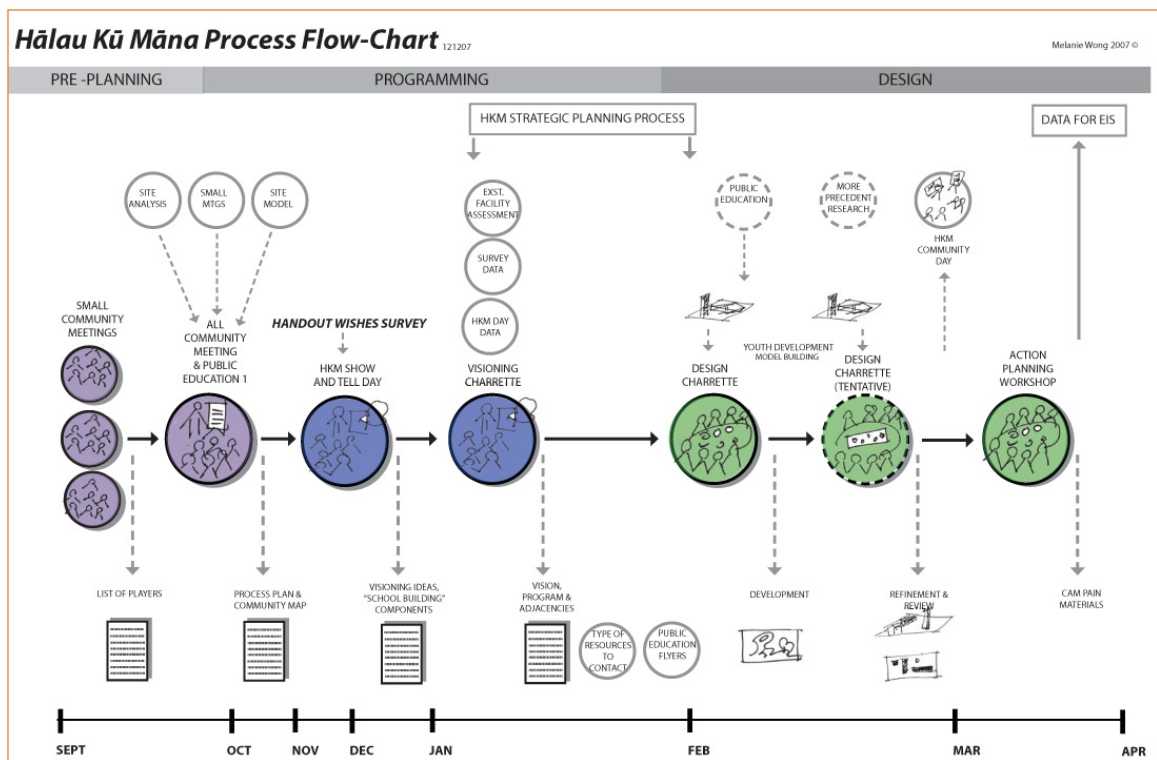 Hālau Kū Māna Process Flow-Chart 121207
Melanie Wong 2007 ©
PRE -PLANNING
PROGRAMMING
DESIGN
HKM STRATEGIC PLANNING PROCESS
DATA FOR EIS
SITE
ANALYSIS
SMALL
MTGS
SITE
MODEL
EXST.
FACILITY
ASSESSMENT
PUBLIC
EDUCATION
MORE
PRECEDENT
RESEARCH
HKM
COMMUNITY
DAY
SURVEY
DATA
HKM DAY
DATA
SMALL
COMMUNITY
MEETINGS
ALL
COMMUNITY
MEETING
& PUBLIC
EDUCATION 1
HANDOUT WISHES SURVEY
HKM SHOW
AND TELL DAY
VISIONING
CHARRETTE
YOUTH DEVELOPMENT
MODEL BUILDING
DESIGN
CHARRETTE
DESIGN
CHARRETTE
(TENTATIVE)
ACTION
PLANNING
WORKSHOP
LIST OF PLAYERS
PROCESS PLAN &
COMMUNITY MAP
VISIONING IDEAS,
"SCHOOL BUILDING"
COMPONENTS
VISION,
PROGRAM &
ADJACENCIES
TYPE OF
RESOURCES
TO
CONTACT
PUBLIC
EDUCATION
FLYERS
DEVELOPMENT
REFINEMENT &
REVIEW
CAM PAIN
MATERIALS
SEPT
OCT
NOV
DEC
JAN
FEB
MAR
APR